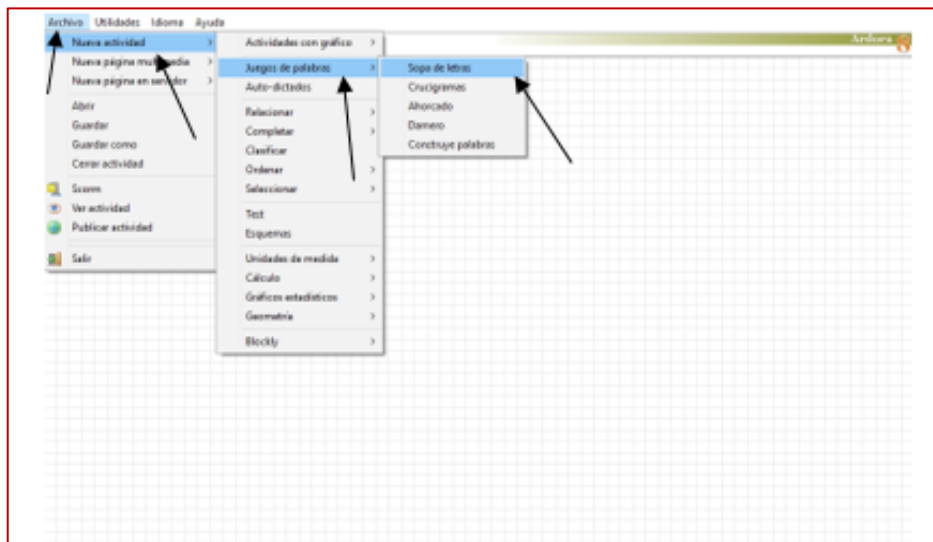 Archivo Utilidades Idioma Ayuda
Ardora
Nueva actividad
Nueva página multimedia
Nueva página en servidor
Abrir
Guardar
Guardar como
Cerrar actividad
Scorm
Ver actividad
Publicar actividad
Salir
Actividades con gráfico
Juegos de palabras
Auto-dictados
Relacionar
Completar
Clasificar
Ordenar
Seleccionar
Test
Esquemas
Unidades de medida
Cálculo
Gráficos estadísticos
Geometría
Blockly
Sopa de letras
Crucigramas
Ahorcado
Damero
Construye palabras